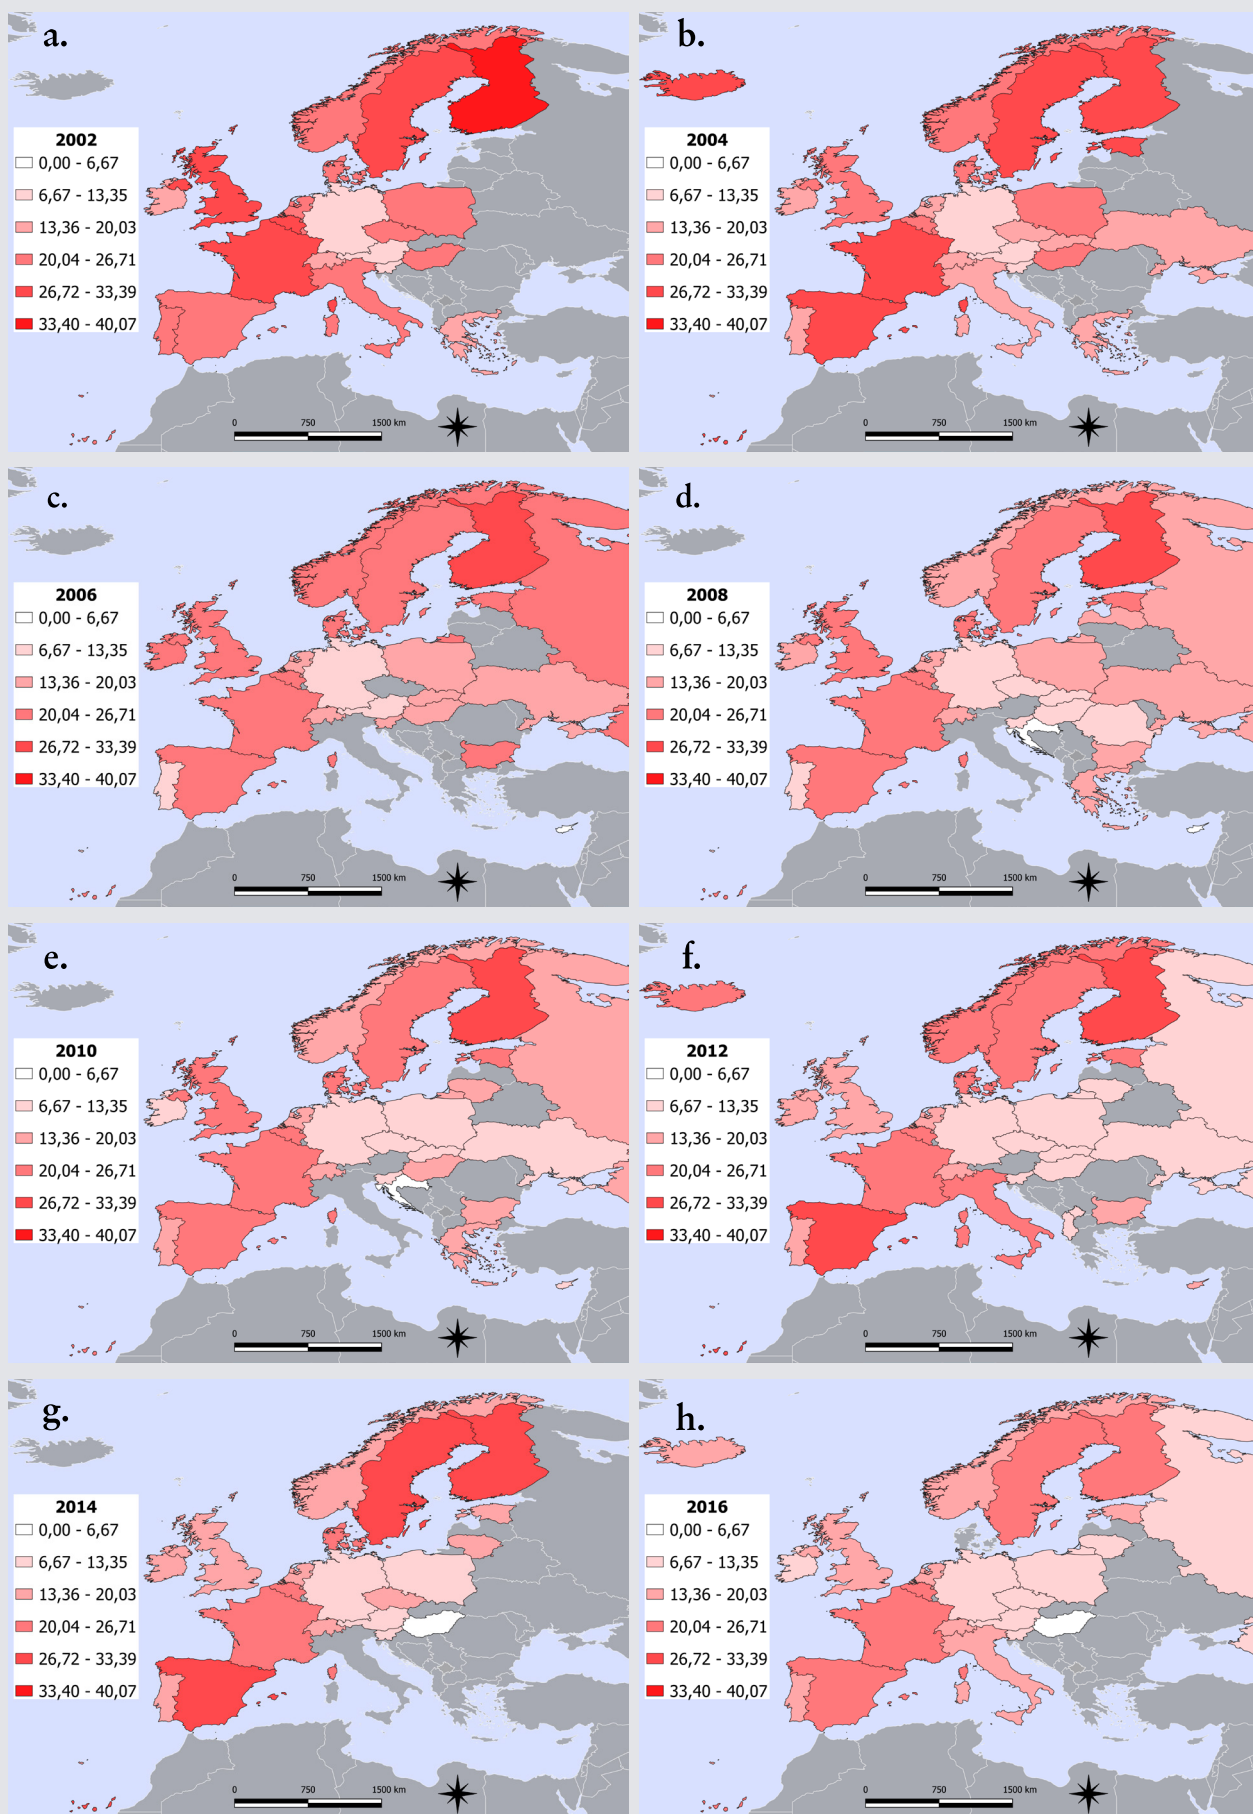 a.
2002
0,00 - 6,67
6,67 - 13,35
13,36 - 20,03
20,04 - 26,71
26,72 - 33,39
33,40 - 40,07
0 750 1500 km
b.
2004
0,00 - 6,67
6,67 - 13,35
13,36 - 20,03
20,04 - 26,71
26,72 - 33,39
33,40 - 40,07
0 750 1500 km
c.
2006
0,00 - 6,67
6,67 - 13,35
13,36 - 20,03
20,04 - 26,71
26,72 - 33,39
33,40 - 40,07
0 750 1500 km
d.
2008
0,00 - 6,67
6,67 - 13,35
13,36 - 20,03
20,04 - 26,71
26,72 - 33,39
33,40 - 40,07
0 750 1500 km
e.
2010
0,00 - 6,67
6,67 - 13,35
13,36 - 20,03
20,04 - 26,71
26,72 - 33,39
33,40 - 40,07
0 750 1500 km
f.
2012
0,00 - 6,67
6,67 - 13,35
13,36 - 20,03
20,04 - 26,71
26,72 - 33,39
33,40 - 40,07
0 750 1500 km
g.
2014
0,00 - 6,67
6,67 - 13,35
13,36 - 20,03
20,04 - 26,71
26,72 - 33,39
33,40 - 40,07
0 750 1500 km
h.
2016
0,00 - 6,67
6,67 - 13,35
13,36 - 20,03
20,04 - 26,71
26,72 - 33,39
33,40 - 40,07
0 750 1500 km